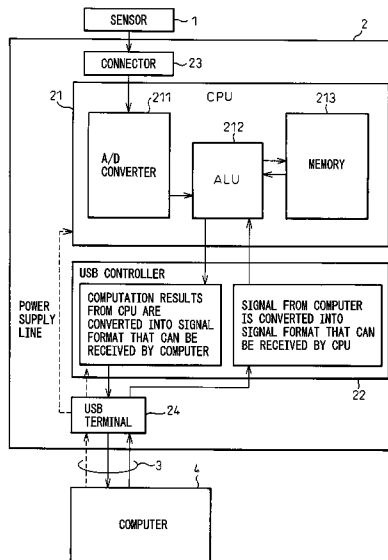 SENSOR
1
2
CONNECTOR
23
21
CPU
211
212
213
A/D
CONVERTER
ALU
MEMORY
USB CONTROLLER
POWER
SUPPLY
LINE
COMPUTATION RESULTS
FROM CPU ARE
CONVERTED INTO SIGNAL
FORMAT THAT CAN BE
RECEIVED BY COMPUTER
SIGNAL FROM COMPUTER
IS CONVERTED INTO
SIGNAL FORMAT THAT CAN
BE RECEIVED BY CPU
USB
TERMINAL
24
22
3
4
COMPUTER